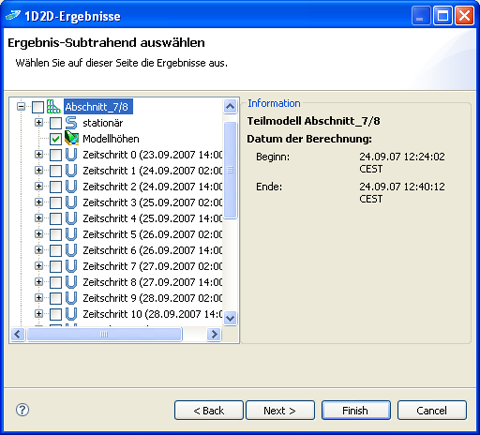 1D2D-Ergebnisse
Ergebnis-Subtrahend auswählen
Wählen Sie auf dieser Seite die Ergebnisse aus.
Abschnitt_7/8
stationär
Modellhöhen
Zeitschritt 0 (23.09.2007 14:00
Zeitschritt 1 (24.09.2007 02:00
Zeitschritt 2 (24.09.2007 14:00
Zeitschritt 3 (25.09.2007 02:00
Zeitschritt 4 (25.09.2007 14:00
Zeitschritt 5 (26.09.2007 02:00
Zeitschritt 6 (26.09.2007 14:00
Zeitschritt 7 (27.09.2007 02:00
Zeitschritt 8 (27.09.2007 14:00
Zeitschritt 9 (28.09.2007 02:00
Zeitschritt 10 (28.09.2007 14:
Information
Teilmodell Abschnitt_7/8
Datum der Berechnung:
Beginn: 24.09.07 12:24:02
CEST
Ende: 24.09.07 12:40:12
CEST
?
< Back
Next >
Finish
Cancel